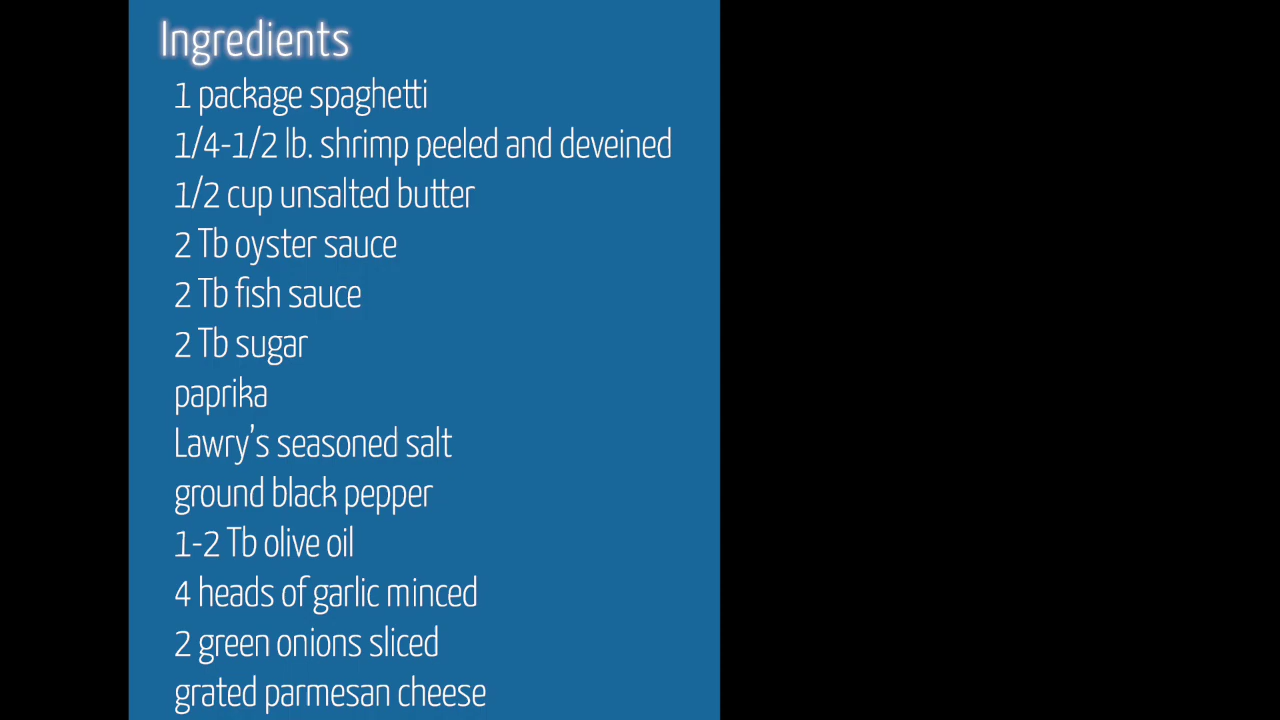 Ingredients
1 package spaghetti
1/4-1/2 lb. shrimp peeled and deveined
1/2 cup unsalted butter
2 Tb oyster sauce
2 Tb fish sauce
2 Tb sugar
paprika
Lawry's seasoned salt
ground black pepper
1-2 Tb olive oil
4 heads of garlic minced
2 green onions sliced
grated parmesan cheese